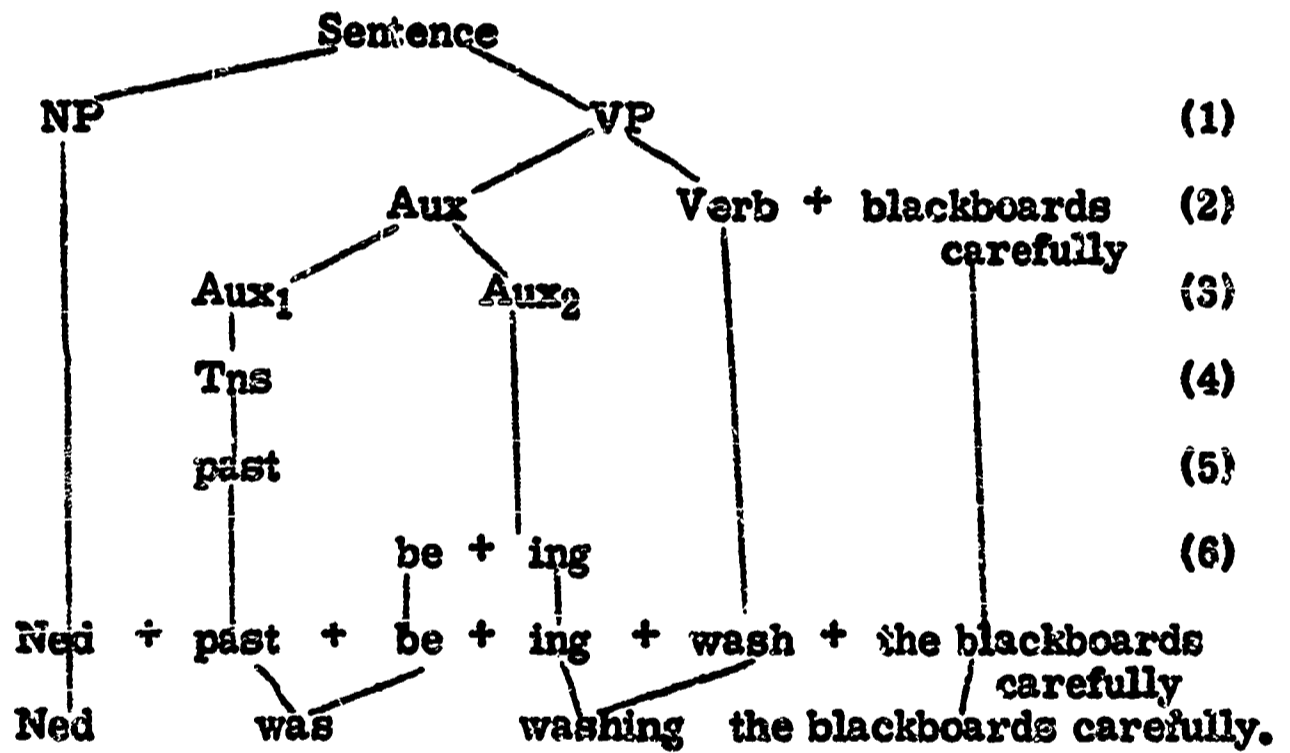 Sentence
NP VP (1)
Aux Verb + blackboards (2)
carefully
Aux1 Aux2 (3)
Tns (4)
past (5)
be + ing (6)
Ned + past + be + ing + wash + the blackboards
carefully
Ned was washing the blackboards carefully.